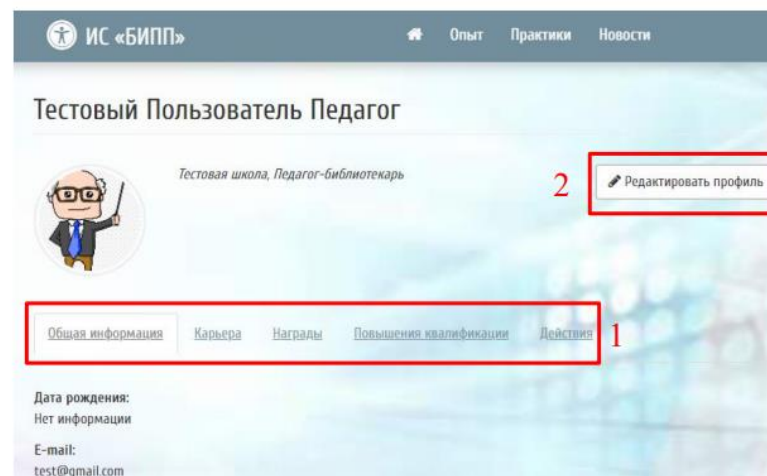 ИС «БИПП» Опыт Практики Новости
Тестовый Пользователь Педагог
Тестовая школа, Педагог-библиотекарь
2 Редактировать профиль
Общая информация Карьера Награды Повышения квалификации Действия 1
Дата рождения:
Нет информации
E-mail:
test@gmail.com